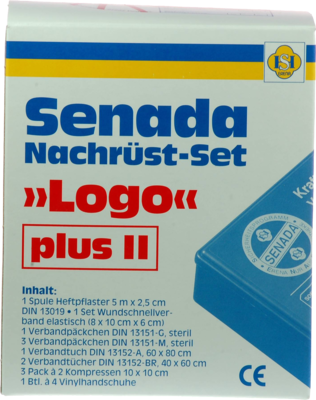 Senada
Nachrüst-Set
»Logo«
plus II
Inhalt:
1 Spule Heftpflaster 5 m x 2,5 cm
DIN 13019 • 1 Set Wundschnellver-
band elastisch (8 x 10 cm x 6 cm)
1 Verbandpäckchen DIN 13151-G, steril
3 Verbandpäckchen DIN 13151-M, steril
1 Verbandtuch DIN 13152-A, 60 x 80 cm
2 Verbandtücher DIN 13152-BR, 40 x 60 cm
3 Pack à 2 Kompressen 10 x 10 cm
1 Btl. à 4 Vinylhandschuhe
SENADA
CE